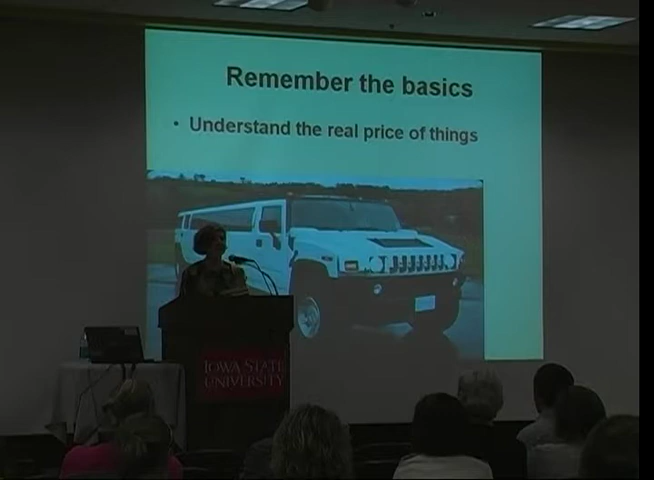 Remember the basics
• Understand the real price of things
IOWA STATE
UNIVERSITY